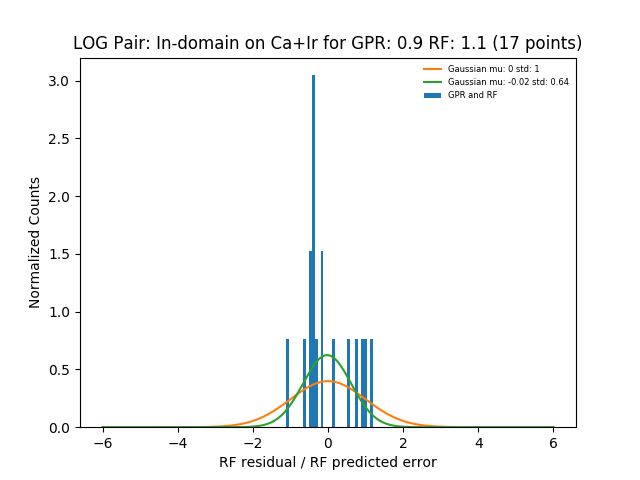 LOG Pair: In-domain on Ca+Ir for GPR: 0.9 RF: 1.1 (17 points)
Gaussian mu: 0 std: 1
Gaussian mu: -0.02 std: 0.64
GPR and RF
Normalized Counts
3.0
2.5
2.0
1.5
1.0
0.5
0.0
−6 −4 −2 0 2 4 6
RF residual / RF predicted error